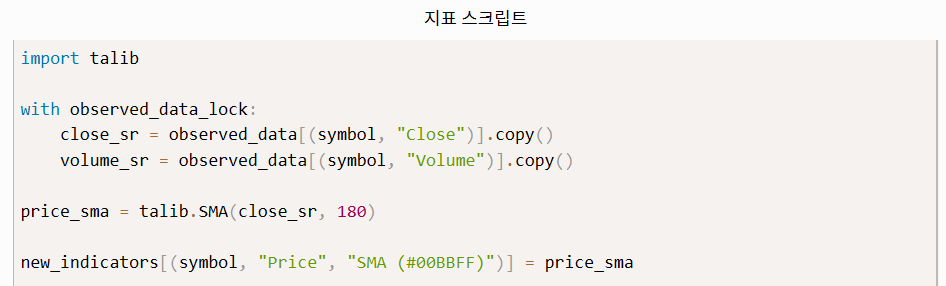 지표 스크립트
import talib
with observed_data_lock:
    close_sr = observed_data[(symbol, "Close")].copy()
    volume_sr = observed_data[(symbol, "Volume")].copy()
price_sma = talib.SMA(close_sr, 180)
new_indicators[(symbol, "Price", "SMA (#00BBFF)")] = price_sma